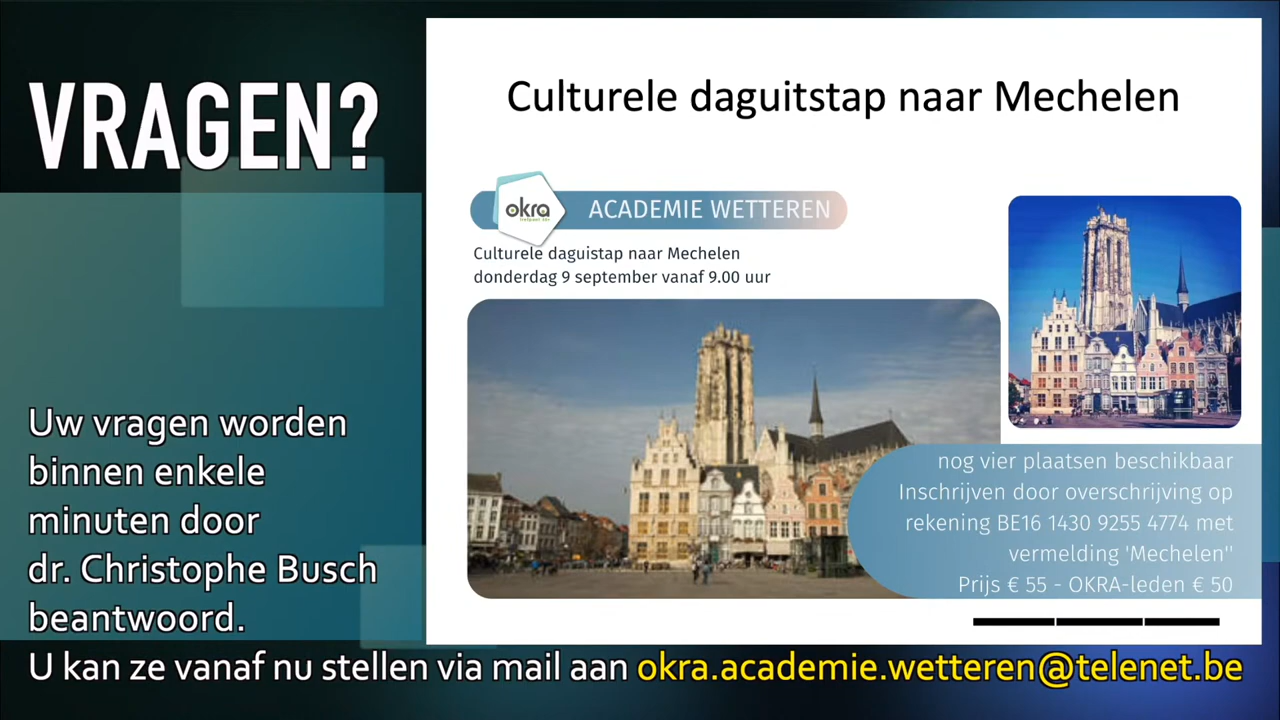 VRAGEN?
Uw vragen worden
binnen enkele
minuten door
dr. Christophe Busch
beantwoord.
U kan ze vanaf nu stellen via mail aan okra.academie.wetteren@telenet.be
Culturele daguitstap naar Mechelen
okra
ACADEMIE WETTEREN
Culturele daguistap naar Mechelen
donderdag 9 september vanaf 9.00 uur
nog vier plaatsen beschikbaar
Inschrijven door overschrijving op
rekening BE16 1430 9255 4774 met
vermelding 'Mechelen''
Prijs € 55 - OKRA-leden € 50